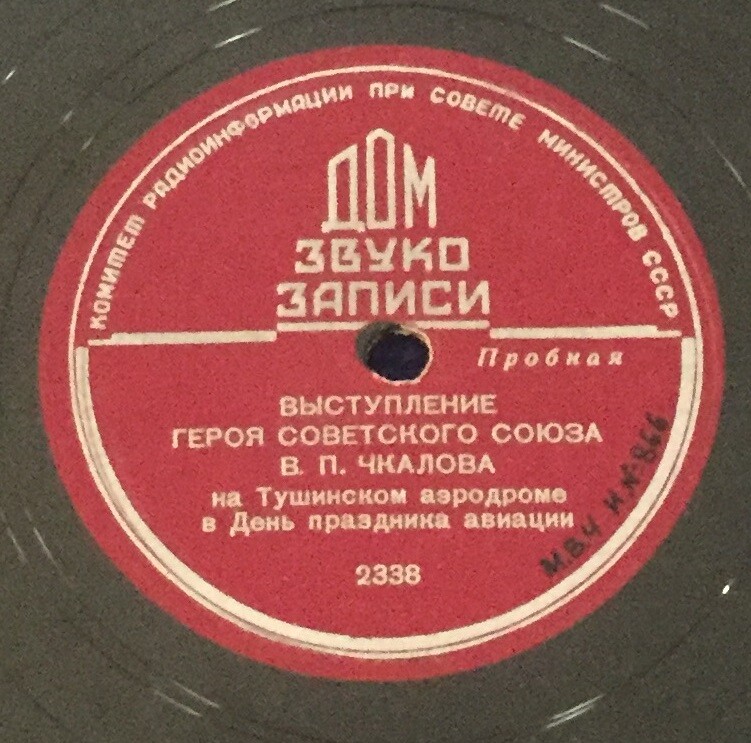 КОМИТЕТ РАДИОИНФОРМАЦИИ ПРИ СОВЕТЕ МИНИСТРОВ СССР
ДОМ
ЗВУКО
ЗАПИСИ
Пробная
ВЫСТУПЛЕНИЕ
ГЕРОЯ СОВЕТСКОГО СОЮЗА
В. П. ЧКАЛОВА
на Тушинском аэродроме
в День праздника авиации
2338
М.В.Ч И.№866